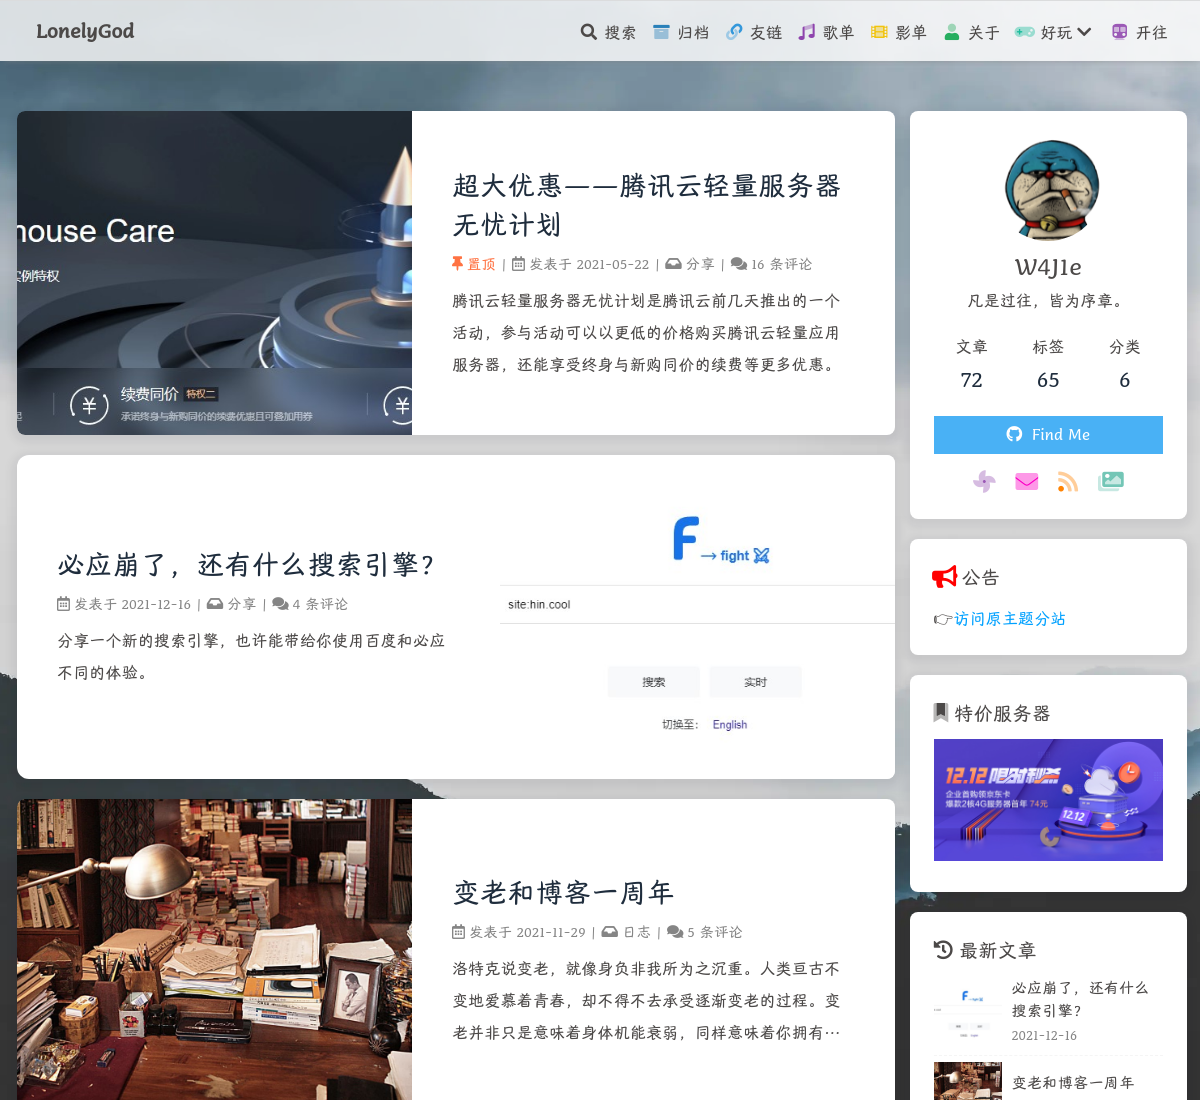 LonelyGod
搜索 归档 友链 歌单 影单 关于 好玩 开往
house Care
实例特权
续费同价 特权二
承诺终身与新购同价的续费优惠且可叠加用券
超大优惠——腾讯云轻量服务器
无忧计划
置顶 | 发表于 2021-05-22 | 分享 | 16 条评论
腾讯云轻量服务器无忧计划是腾讯云前几天推出的一个
活动，参与活动可以以更低的价格购买腾讯云轻量应用
服务器，还能享受终身与新购同价的续费等更多优惠。
必应崩了，还有什么搜索引擎？
发表于 2021-12-16 | 分享 | 4 条评论
分享一个新的搜索引擎，也许能带给你使用百度和必应
不同的体验。
F → fight
site:hin.cool
搜索 实时
切换至： English
变老和博客一周年
发表于 2021-11-29 | 日志 | 5 条评论
洛特克说变老，就像身负非我所为之沉重。人类亘古不
变地爱慕着青春，却不得不去承受逐渐变老的过程。变
老并非只是意味着身体机能衰弱，同样意味着你拥有…
W4J1e
凡是过往，皆为序章。
文章 标签 分类
72 65 6
Find Me
公告
👉访问原主题分站
特价服务器
12.12 限时秒杀
企业首购领京东卡
爆款2核4G服务器首年 74元
12.12
最新文章
必应崩了，还有什么
搜索引擎？
2021-12-16
变老和博客一周年